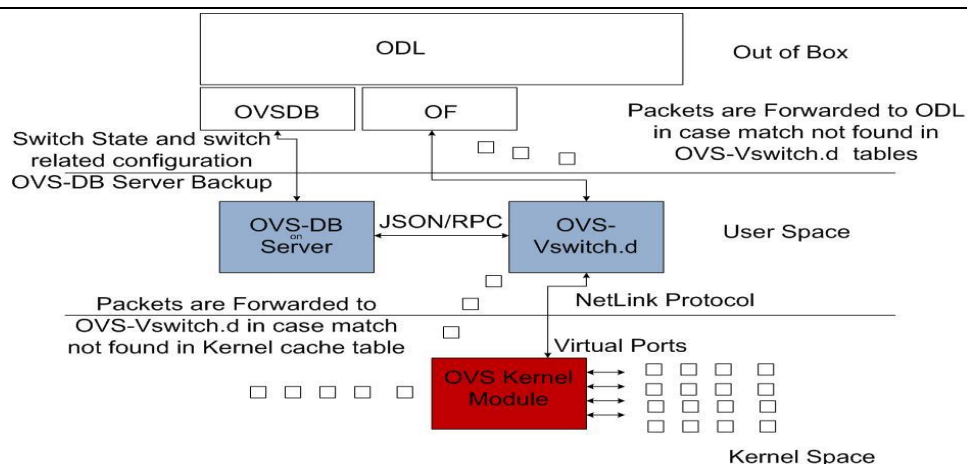 ODL
Out of Box
OVSDB
OF
Packets are Forwarded to ODL
in case match not found in
OVS-Vswitch.d tables
Switch State and switch
related configuration
OVS-DB Server Backup
OVS-DB
on
Server
JSON/RPC
OVS-
Vswitch.d
User Space
Packets are Forwarded to
OVS-Vswitch.d in case match
not found in Kernel cache table
NetLink Protocol
Virtual Ports
OVS Kernel
Module
Kernel Space